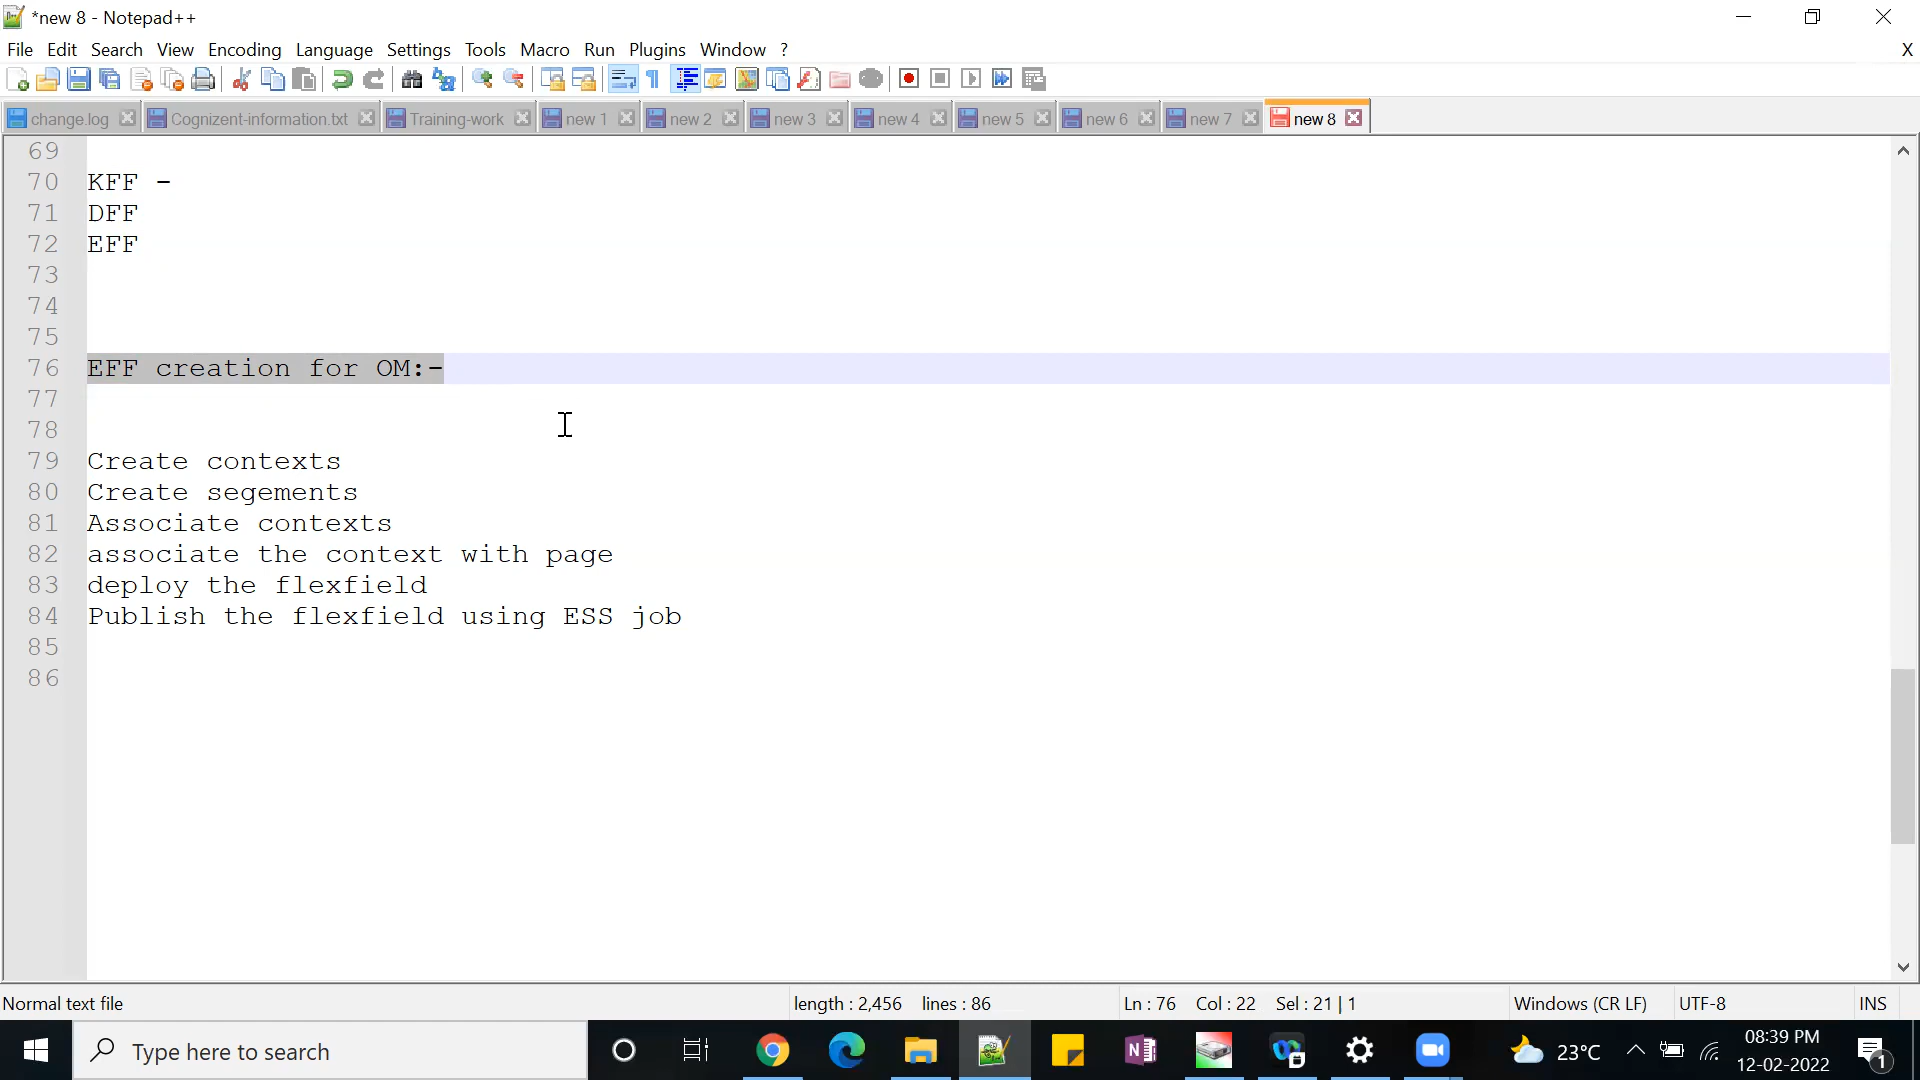 *new 8 - Notepad++
File Edit Search View Encoding Language Settings Tools Macro Run Plugins Window ? X
change.log Cognizent-information.txt Training-work new 1 new 2 new 3 new 4 new 5 new 6 new 7 new 8
69
70 KFF -
71 DFF
72 EFF
73
74
75
76 EFF creation for OM:-
77
78
79 Create contexts
80 Create segements
81 Associate contexts
82 associate the context with page
83 deploy the flexfield
84 Publish the flexfield using ESS job
85
86
Normal text file length : 2,456 lines : 86 Ln : 76 Col : 22 Sel : 21 | 1 Windows (CR LF) UTF-8 INS
Type here to search 23°C 08:39 PM
12-02-2022 1